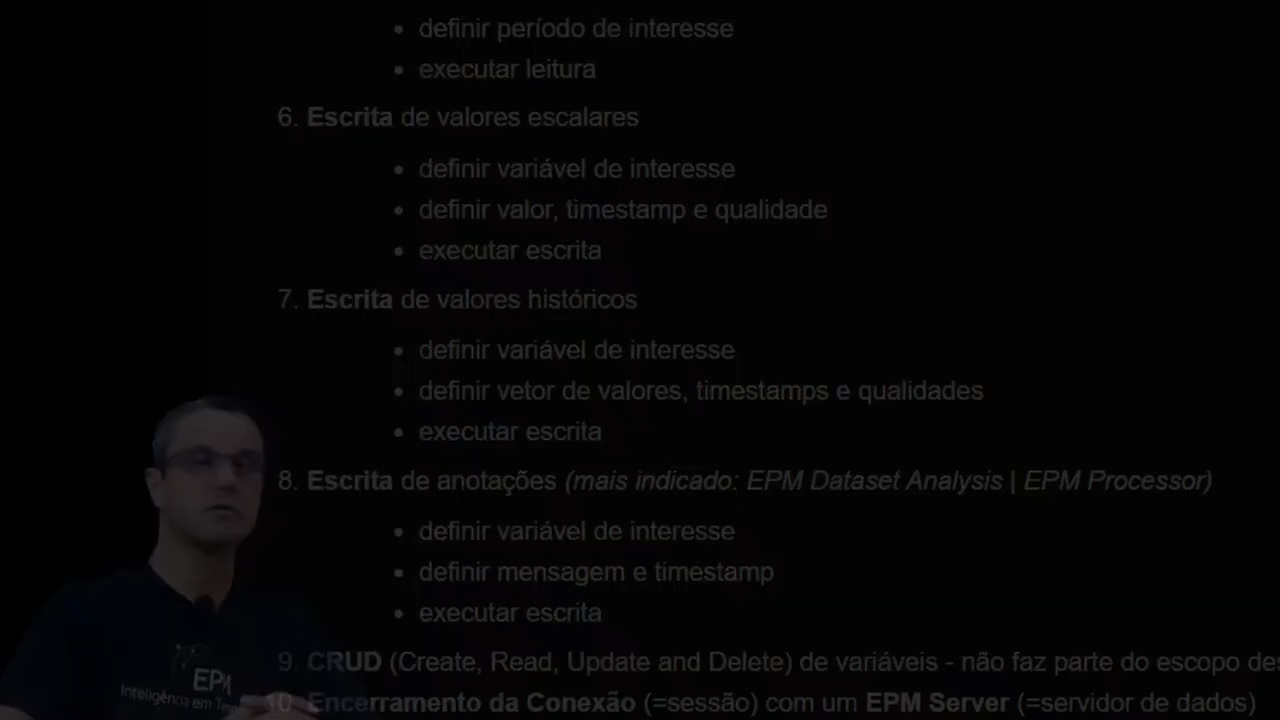 • definir período de interesse
• executar leitura
6. Escrita de valores escalares
• definir variável de interesse
• definir valor, timestamp e qualidade
• executar escrita
7. Escrita de valores históricos
• definir variável de interesse
• definir vetor de valores, timestamps e qualidades
• executar escrita
8. Escrita de anotações (mais indicado: EPM Dataset Analysis | EPM Processor)
• definir variável de interesse
• definir mensagem e timestamp
• executar escrita
9. CRUD (Create, Read, Update and Delete) de variáveis - não faz parte do escopo
10. Encerramento da Conexão (=sessão) com um EPM Server (=servidor de dados)
EPM
Inteligência em